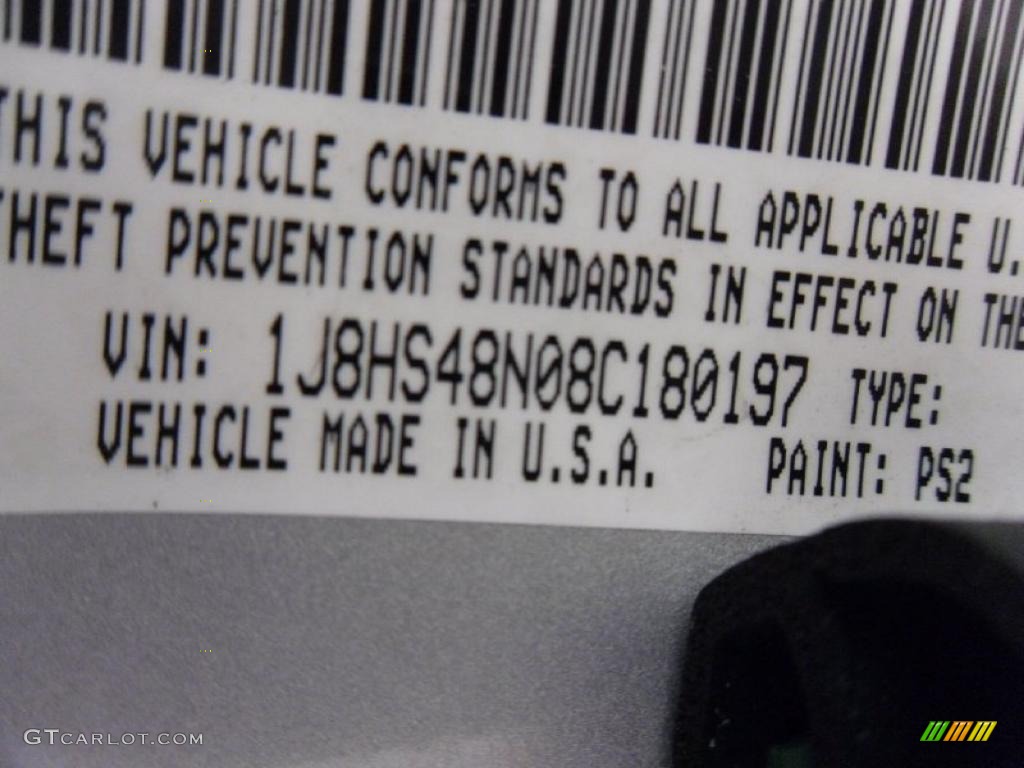 THIS VEHICLE CONFORMS TO ALL APPLICABLE U.
THEFT PREVENTION STANDARDS IN EFFECT ON THE
VIN: 1J8HS48N08C180197 TYPE:
VEHICLE MADE IN U.S.A. PAINT: PS2
GTCARLOT.COM